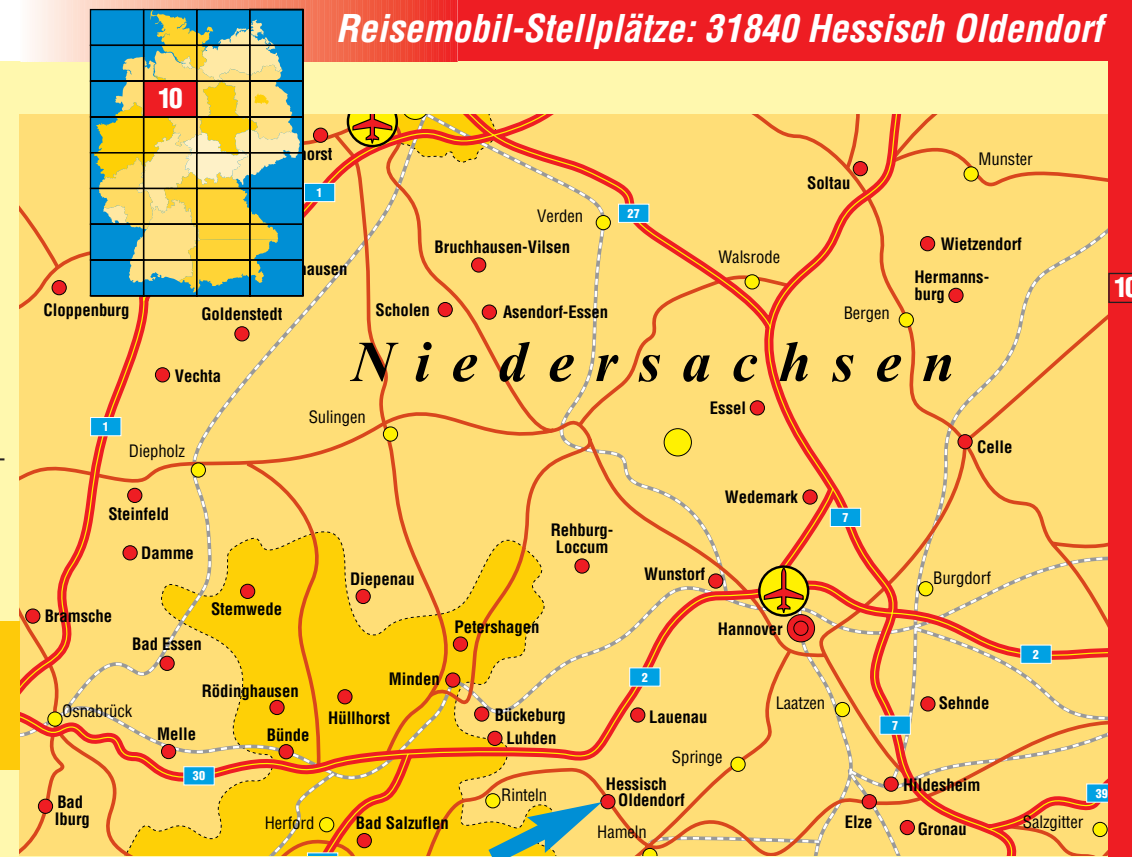 Reisemobil-Stellplätze: 31840 Hessisch Oldendorf
10
horst
1
Munster
Soltau
Verden
27
Bruchhausen-Vilsen
Wietzendorf
Walsrode
hausen
Hermanns-
burg
10
Cloppenburg
Goldenstedt
Scholen
Asendorf-Essen
Bergen
Niedersachsen
Vechta
Essel
Sulingen
1
Diepholz
Celle
Steinfeld
Wedemark
7
Rehburg-
Loccum
Damme
Diepenau
Wunstorf
Burgdorf
Stemwede
Bramsche
Petershagen
Hannover
Bad Essen
2
Minden
2
Rödinghausen
Osnabrück
Hüllhorst
Bückeburg
Lauenau
Laatzen
Sehnde
7
Melle
Bünde
Luhden
Springe
30
Hessisch
Oldendorf
Hildesheim
39
Rinteln
Bad
Iburg
Herford
Bad Salzuflen
Hameln
Elze
Gronau
Salzgitter